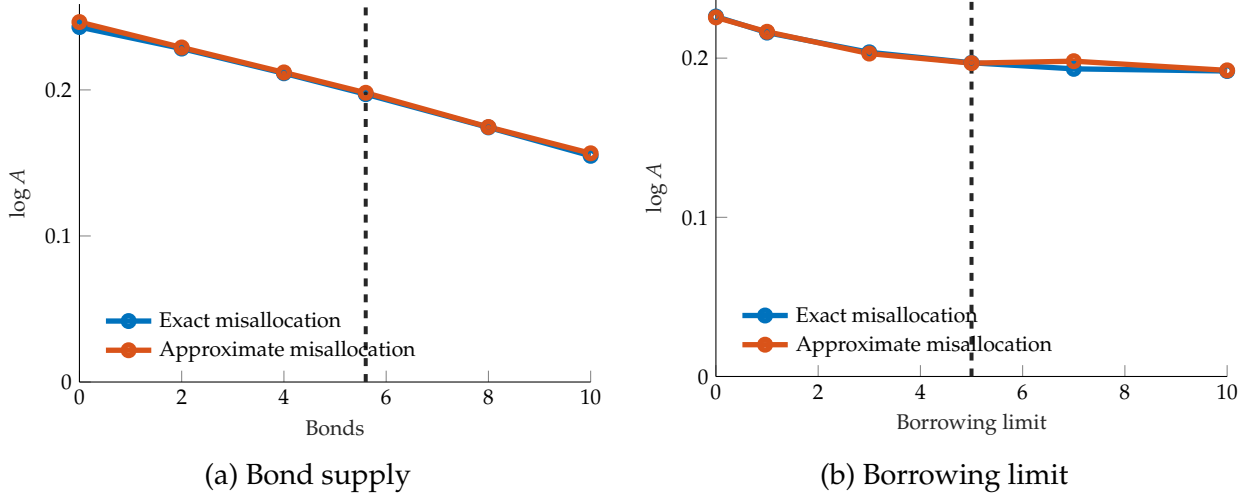 0.2
0.1
0
log A
Exact misallocation
Approximate misallocation
0 2 4 6 8 10
Bonds
(a) Bond supply
0.2
0.1
0
log A
Exact misallocation
Approximate misallocation
0 2 4 6 8 10
Borrowing limit
(b) Borrowing limit